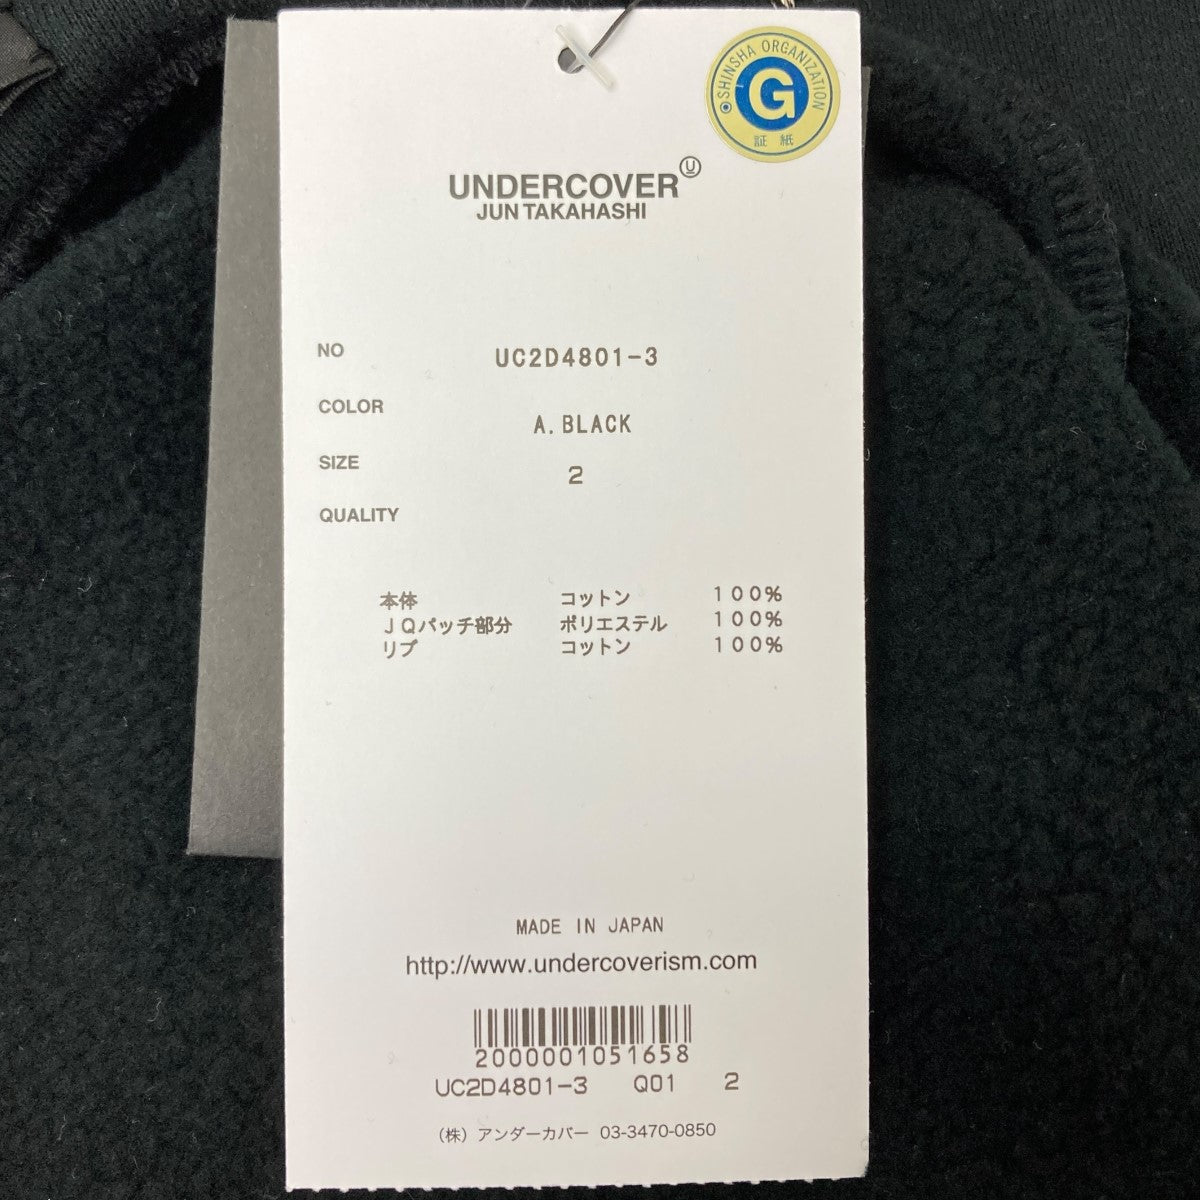 SHINSHA ORGANIZATION
G
証 紙
UNDERCOVER Ⓤ
JUN TAKAHASHI
NO UC2D4801-3
COLOR A. BLACK
SIZE 2
QUALITY
本体 コットン 100%
JQパッチ部分 ポリエステル 100%
リブ コットン 100%
MADE IN JAPAN
http://www.undercoverism.com
2000001051658
UC2D4801-3 Q01 2
（株）アンダーカバー 03-3470-0850